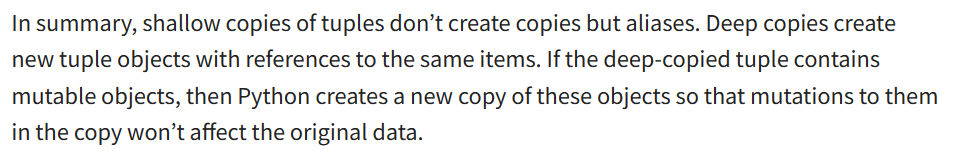 In summary, shallow copies of tuples don’t create copies but aliases. Deep copies create
new tuple objects with references to the same items. If the deep-copied tuple contains
mutable objects, then Python creates a new copy of these objects so that mutations to them
in the copy won’t affect the original data.